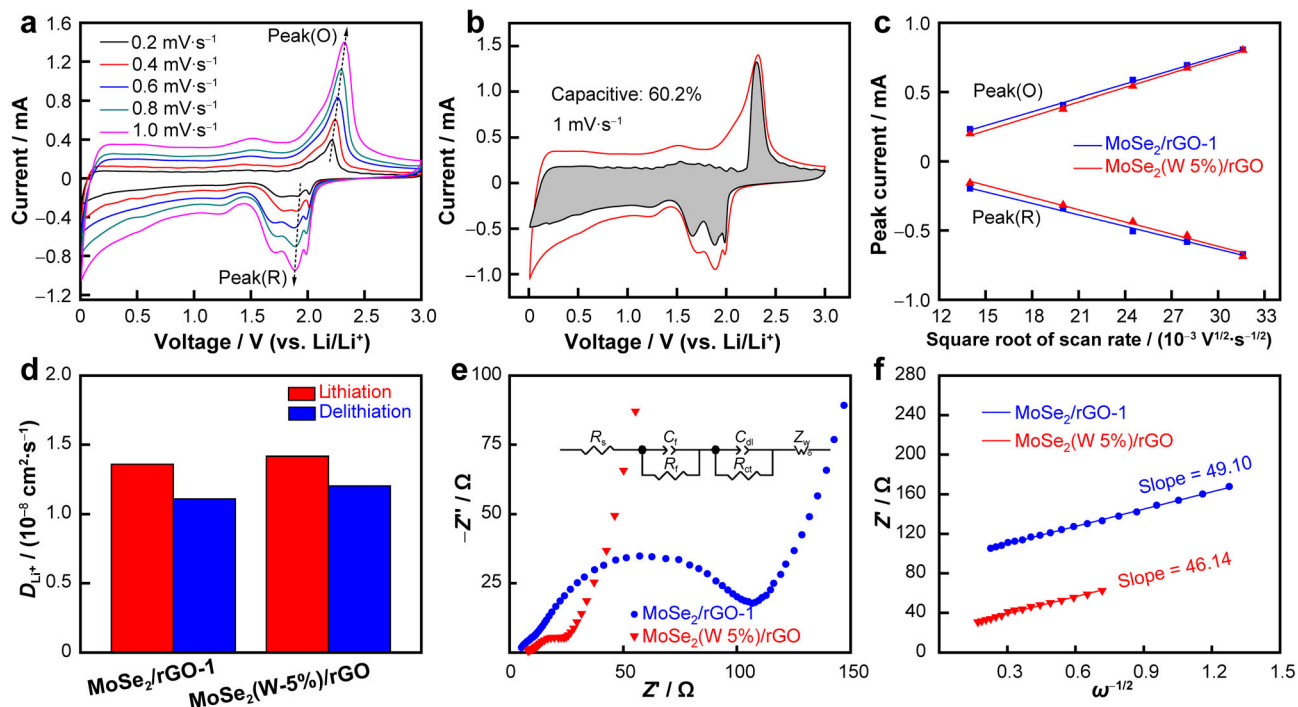 a
1.6
1.2
0.8
0.4
0
−0.4
−0.8
−1.2
Current / mA
0.2 mV·s⁻¹
0.4 mV·s⁻¹
0.6 mV·s⁻¹
0.8 mV·s⁻¹
1.0 mV·s⁻¹
Peak(O)
Peak(R)
0 0.5 1.0 1.5 2.0 2.5 3.0
Voltage / V (vs. Li/Li⁺)
b
1.5
1.0
0.5
0
−0.5
−1.0
Current / mA
Capacitive: 60.2%
1 mV·s⁻¹
0 0.5 1.0 1.5 2.0 2.5 3.0
Voltage / V (vs. Li/Li⁺)
c
1.0
0.5
0
−0.5
−1.0
Peak current / mA
Peak(O)
MoSe₂/rGO-1
MoSe₂(W 5%)/rGO
Peak(R)
15 18 21 24 27 30 33
Square root of scan rate / (10⁻³ V¹ᐟ²·s⁻¹ᐟ²)
d
2.0
1.5
1.0
0.5
0
D_Li⁺ / (10⁻⁸ cm²·s⁻¹)
Lithiation
Delithiation
MoSe₂/rGO-1
MoSe₂(W-5%)/rGO
e
100
75
50
25
−Z'' / Ω
Rₛ
C_f
R_f
C_dl
R_ct
Z_w
MoSe₂/rGO-1
MoSe₂(W 5%)/rGO
0 50 100 150
Z' / Ω
f
280
240
200
160
120
80
40
0
Z' / Ω
MoSe₂/rGO-1
MoSe₂(W 5%)/rGO
Slope = 49.10
Slope = 46.14
0.3 0.6 0.9 1.2 1.5
ω⁻¹ᐟ²